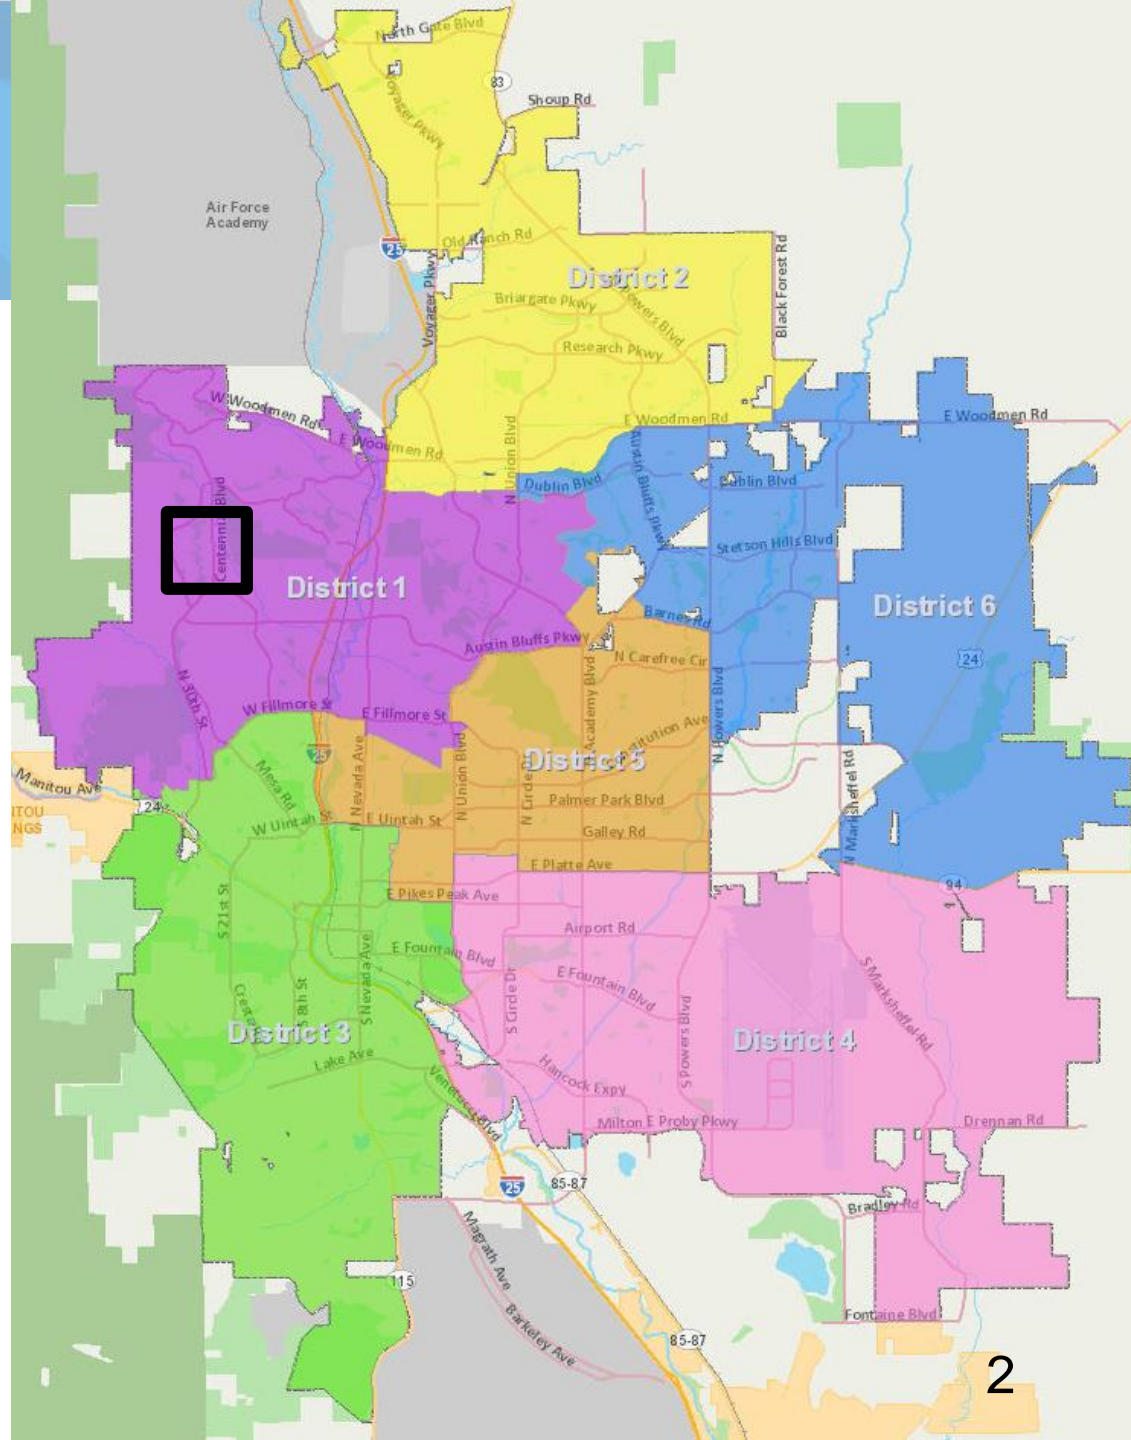 North Gate Blvd
Voyager Pkwy
83
Shoup Rd
Air Force
Academy
25
Old Ranch Rd
Voyager Pkwy
District 2
Briargate Pkwy
N Powers Blvd
Black Forest Rd
Research Pkwy
W Woodmen Rd
E Woodmen Rd
N Union Blvd
E Woodmen Rd
E Woodmen Rd
Austin Bluffs Pkwy
Dublin Blvd
Dublin Blvd
Centennial Blvd
Stetson Hills Blvd
District 1
District 6
Barnes Rd
Austin Bluffs Pkwy
N Carefree Cir
24
N 30th St
W Fillmore St
E Fillmore St
N Academy Blvd
N Powers Blvd
Constitution Ave
25
District 5
Manitou Ave
Mesa Rd
N Nevada Ave
N Union Blvd
N Circle Dr
Palmer Park Blvd
N Marksheffel Rd
24
ITOU
NGS
W Uintah St
E Uintah St
Galley Rd
E Platte Ave
E Pikes Peak Ave
94
S 21st St
Airport Rd
E Fountain Blvd
E Fountain Blvd
S Nevada Ave
S 8th St
S Circle Dr
S Powers Blvd
S Marksheffel Rd
District 3
District 4
Lake Ave
Venetucci Blvd
Hancock Expy
Milton E Proby Pkwy
Drennan Rd
25
85-87
Bradley Rd
Magrath Ave
115
Barkeley Ave
Fontaine Blvd
85-87
2